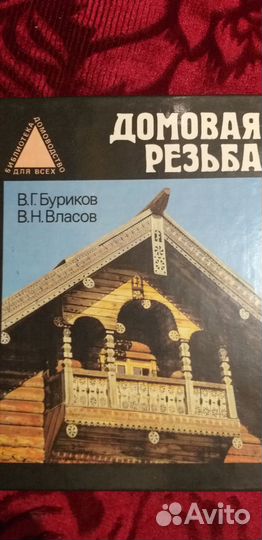 БИБЛИОТЕКА
ДОМОВОДСТВО
ДЛЯ ВСЕХ
ДОМОВАЯ
РЕЗЬБА
В.Г.Буриков
В.Н.Власов
Avito